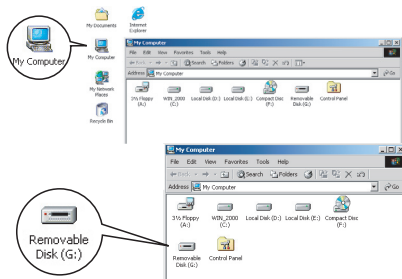 My Documents
Internet
Explorer
My Computer
My Computer
My Network
Places
Recycle Bin
My Computer
File Edit View Favorites Tools Help
Back Search Folders
Address My Computer Go
3½ Floppy (A:)
WIN_2000 (C:)
Local Disk (D:)
Local Disk (E:)
Compact Disc (F:)
Removable Disk (G:)
Control Panel
My Computer
File Edit View Favorites Tools Help
Back Search Folders
Address My Computer Go
3½ Floppy (A:)
WIN_2000 (C:)
Local Disk (D:)
Local Disk (E:)
Compact Disc (F:)
Removable Disk (G:)
Control Panel
Removable
Disk (G:)